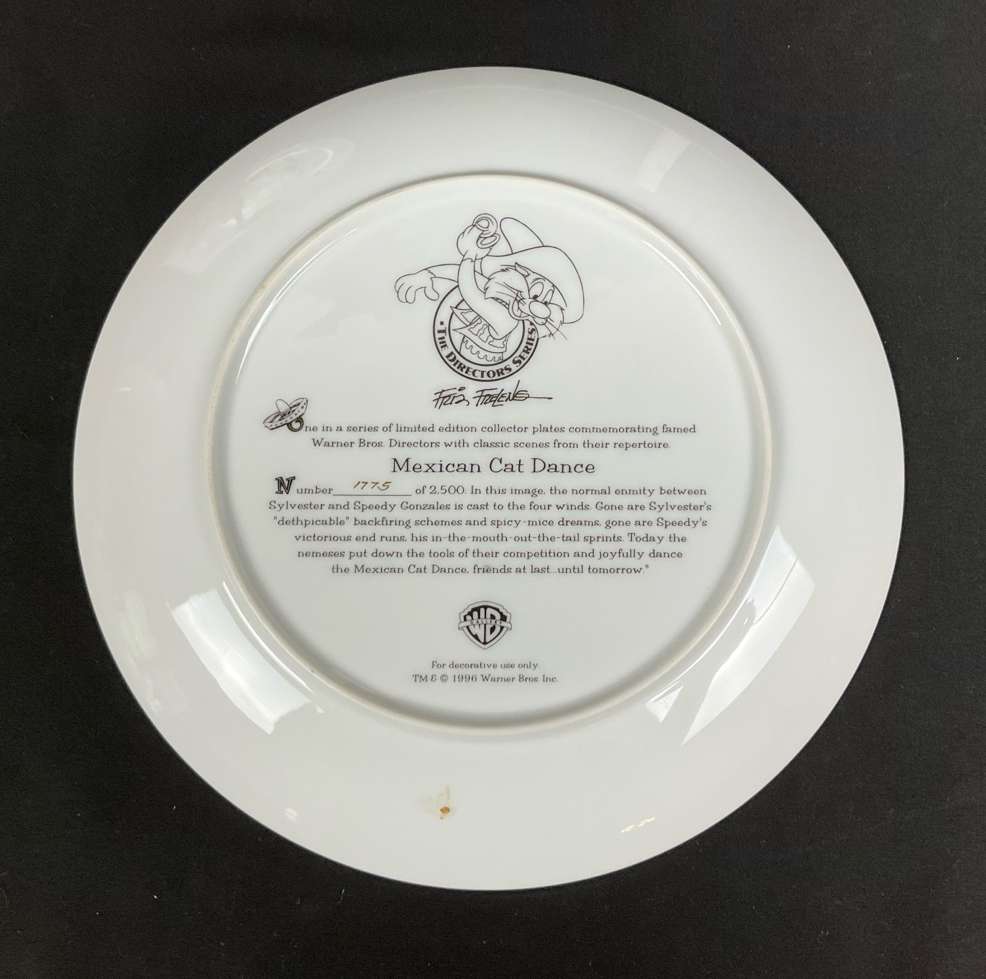 • THE DIRECTORS SERIES •
Friz Freleng
One in a series of limited edition collector plates commemorating famed
Warner Bros. Directors with classic scenes from their repertoire.
Mexican Cat Dance
Number 1775 of 2,500. In this image, the normal enmity between
Sylvester and Speedy Gonzales is cast to the four winds. Gone are Sylvester's
"dethpicable" backfiring schemes and spicy-mice dreams, gone are Speedy's
victorious end runs, his in-the-mouth-out-the-tail sprints. Today the
nemeses put down the tools of their competition and joyfully dance
the Mexican Cat Dance, friends at last...until tomorrow."
WB
For decorative use only.
TM & © 1996 Warner Bros. Inc.